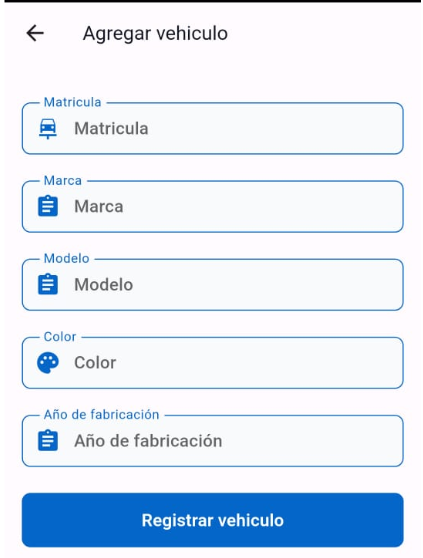 Agregar vehiculo
Matricula
Matricula
Marca
Marca
Modelo
Modelo
Color
Color
Año de fabricación
Año de fabricación
Registrar vehiculo